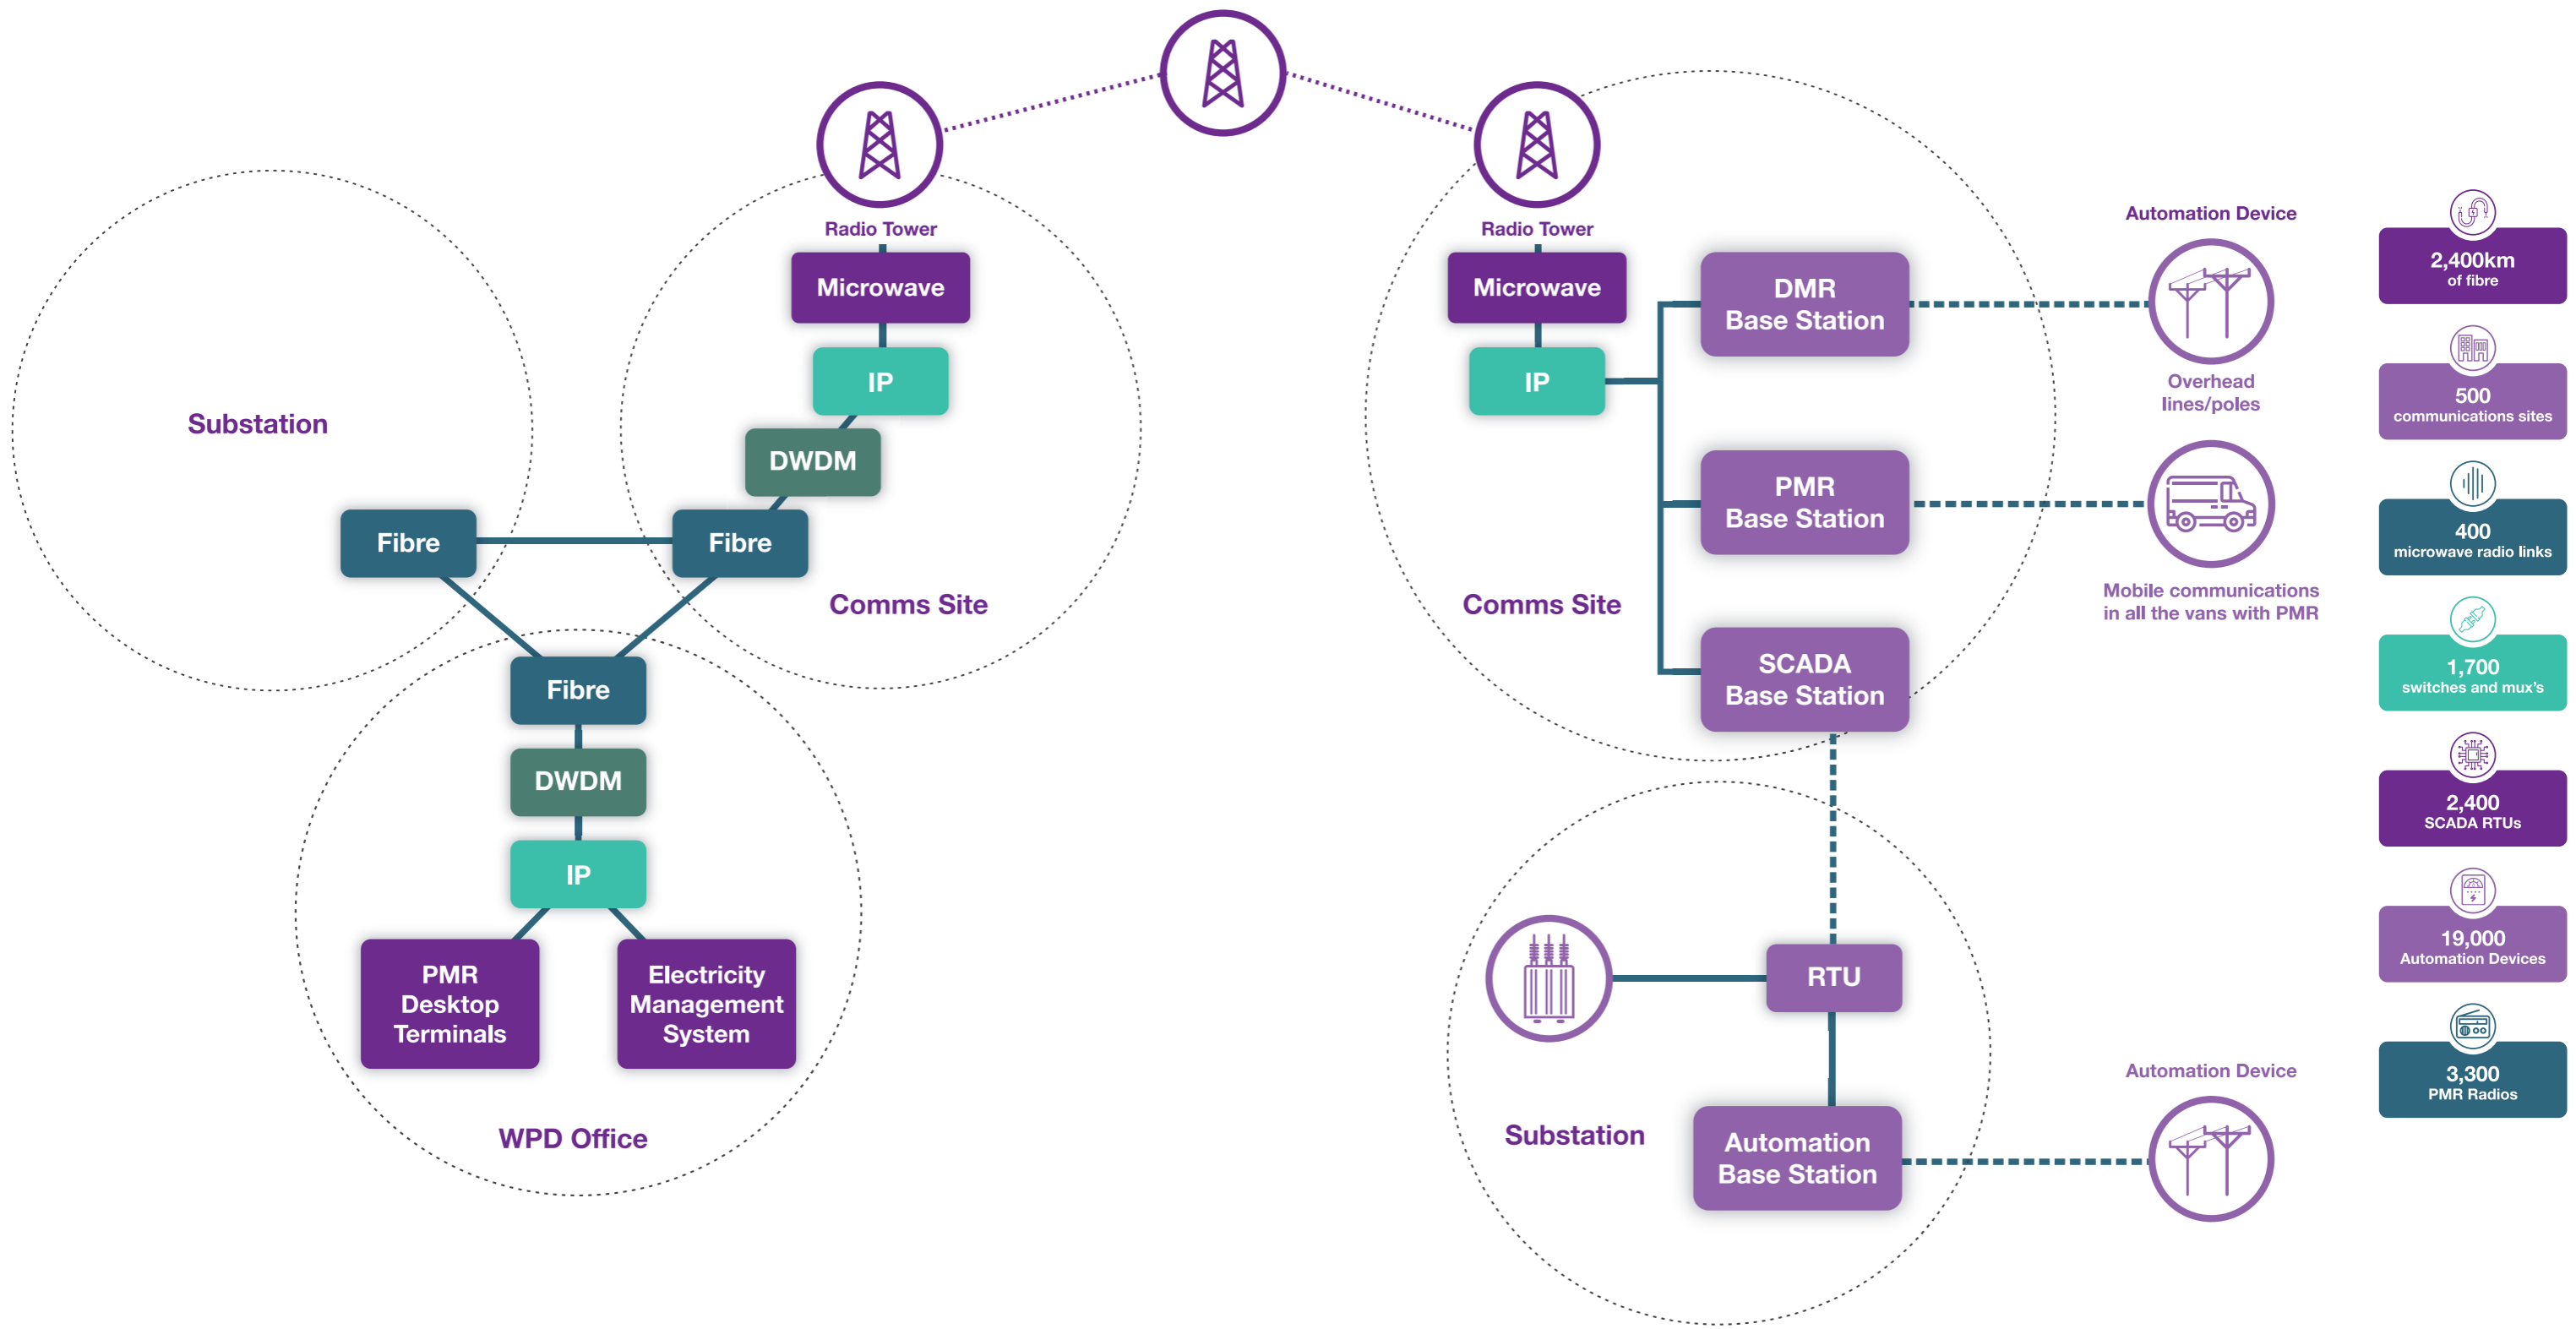 Radio Tower
Microwave
IP
DWDM
Fibre
Comms Site
Substation
Fibre
Fibre
DWDM
IP
PMR
Desktop
Terminals
Electricity
Management
System
WPD Office
Radio Tower
Microwave
IP
DMR
Base Station
PMR
Base Station
SCADA
Base Station
Comms Site
Automation Device
Overhead
lines/poles
Mobile communications
in all the vans with PMR
RTU
Substation
Automation
Base Station
Automation Device
2,400km
of fibre
500
communications sites
400
microwave radio links
1,700
switches and mux's
2,400
SCADA RTUs
19,000
Automation Devices
3,300
PMR Radios